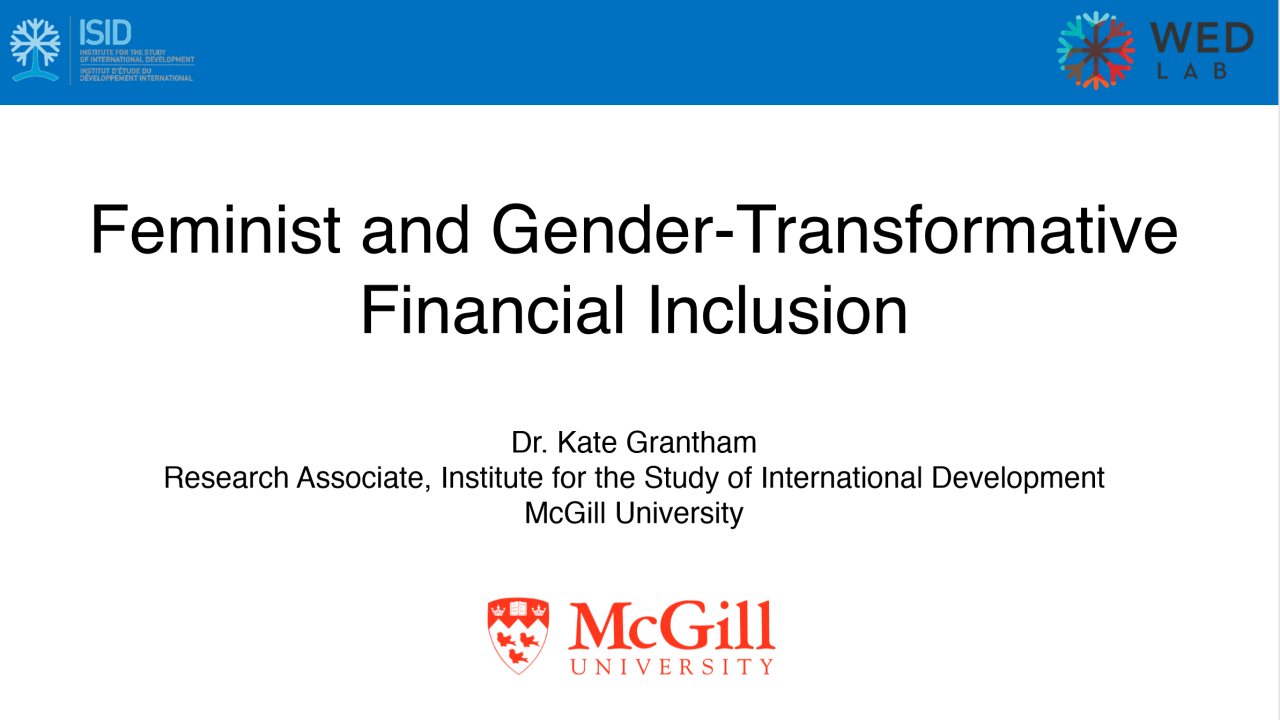 ISID
INSTITUTE FOR THE STUDY
OF INTERNATIONAL DEVELOPMENT
INSTITUT D'ÉTUDE DU
DÉVELOPPEMENT INTERNATIONAL
WED
LAB
Feminist and Gender-Transformative
Financial Inclusion
Dr. Kate Grantham
Research Associate, Institute for the Study of International Development
McGill University
McGill
UNIVERSITY